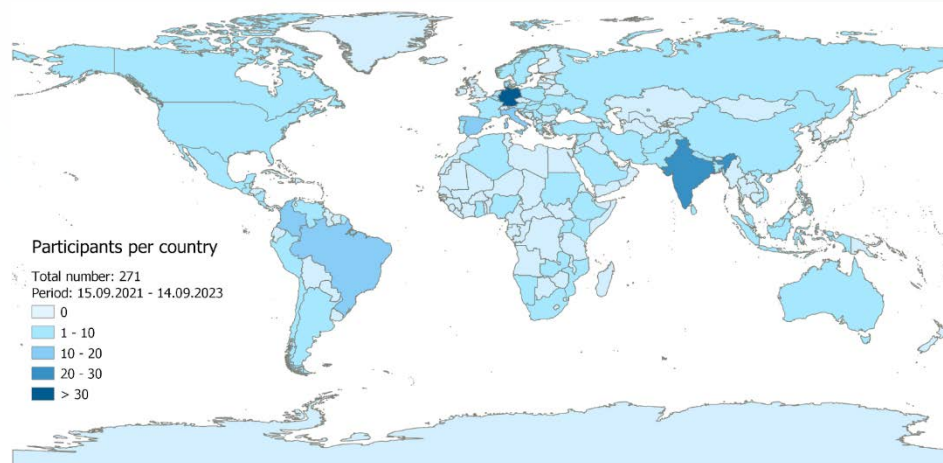 Participants per country
Total number: 271
Period: 15.09.2021 - 14.09.2023
0
1 - 10
10 - 20
20 - 30
> 30